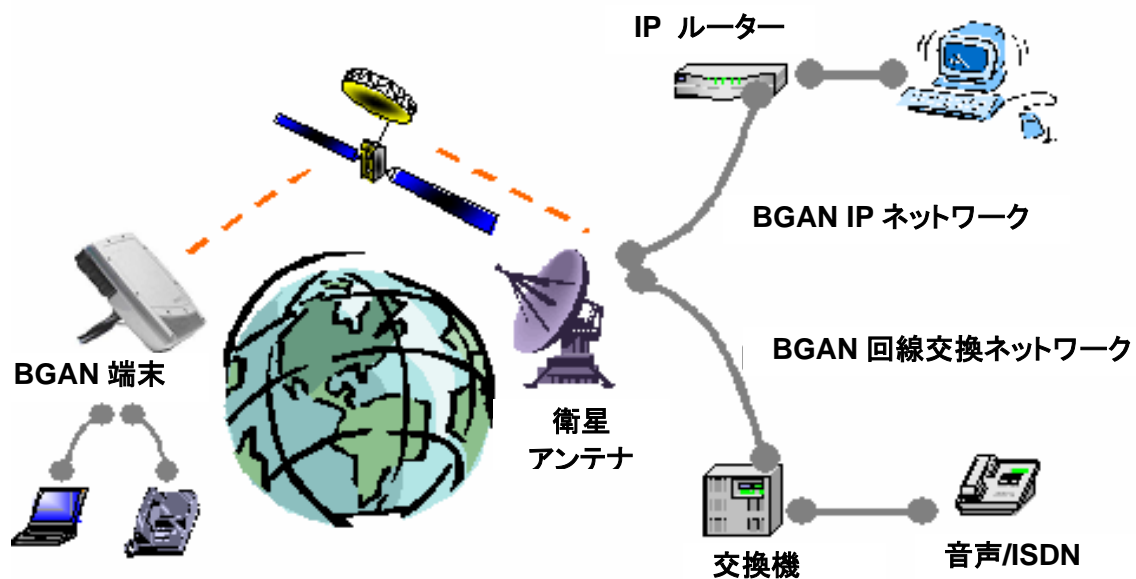 IP ルーター
BGAN IP ネットワーク
BGAN 回線交換ネットワーク
BGAN 端末
衛星
アンテナ
交換機
音声/ISDN